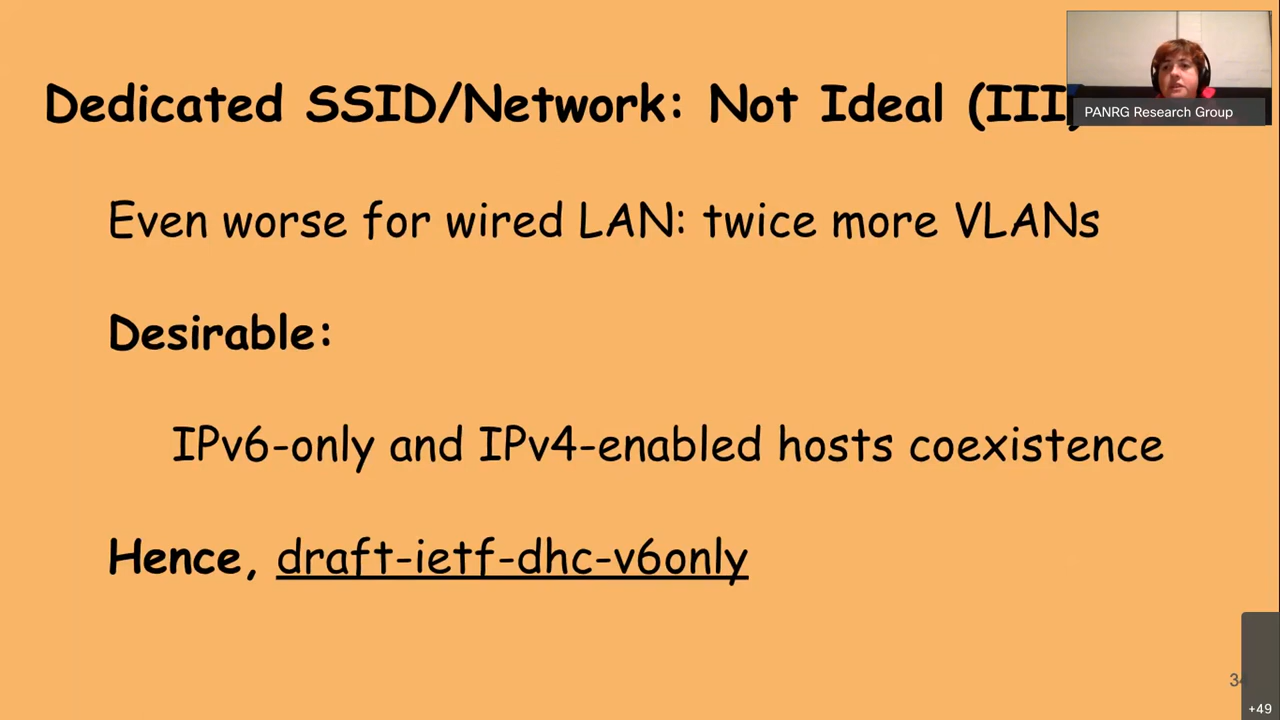 Dedicated SSID/Network: Not Ideal (III)
PANRG Research Group
Even worse for wired LAN: twice more VLANs
Desirable:
IPv6-only and IPv4-enabled hosts coexistence
Hence, draft-ietf-dhc-v6only
+49